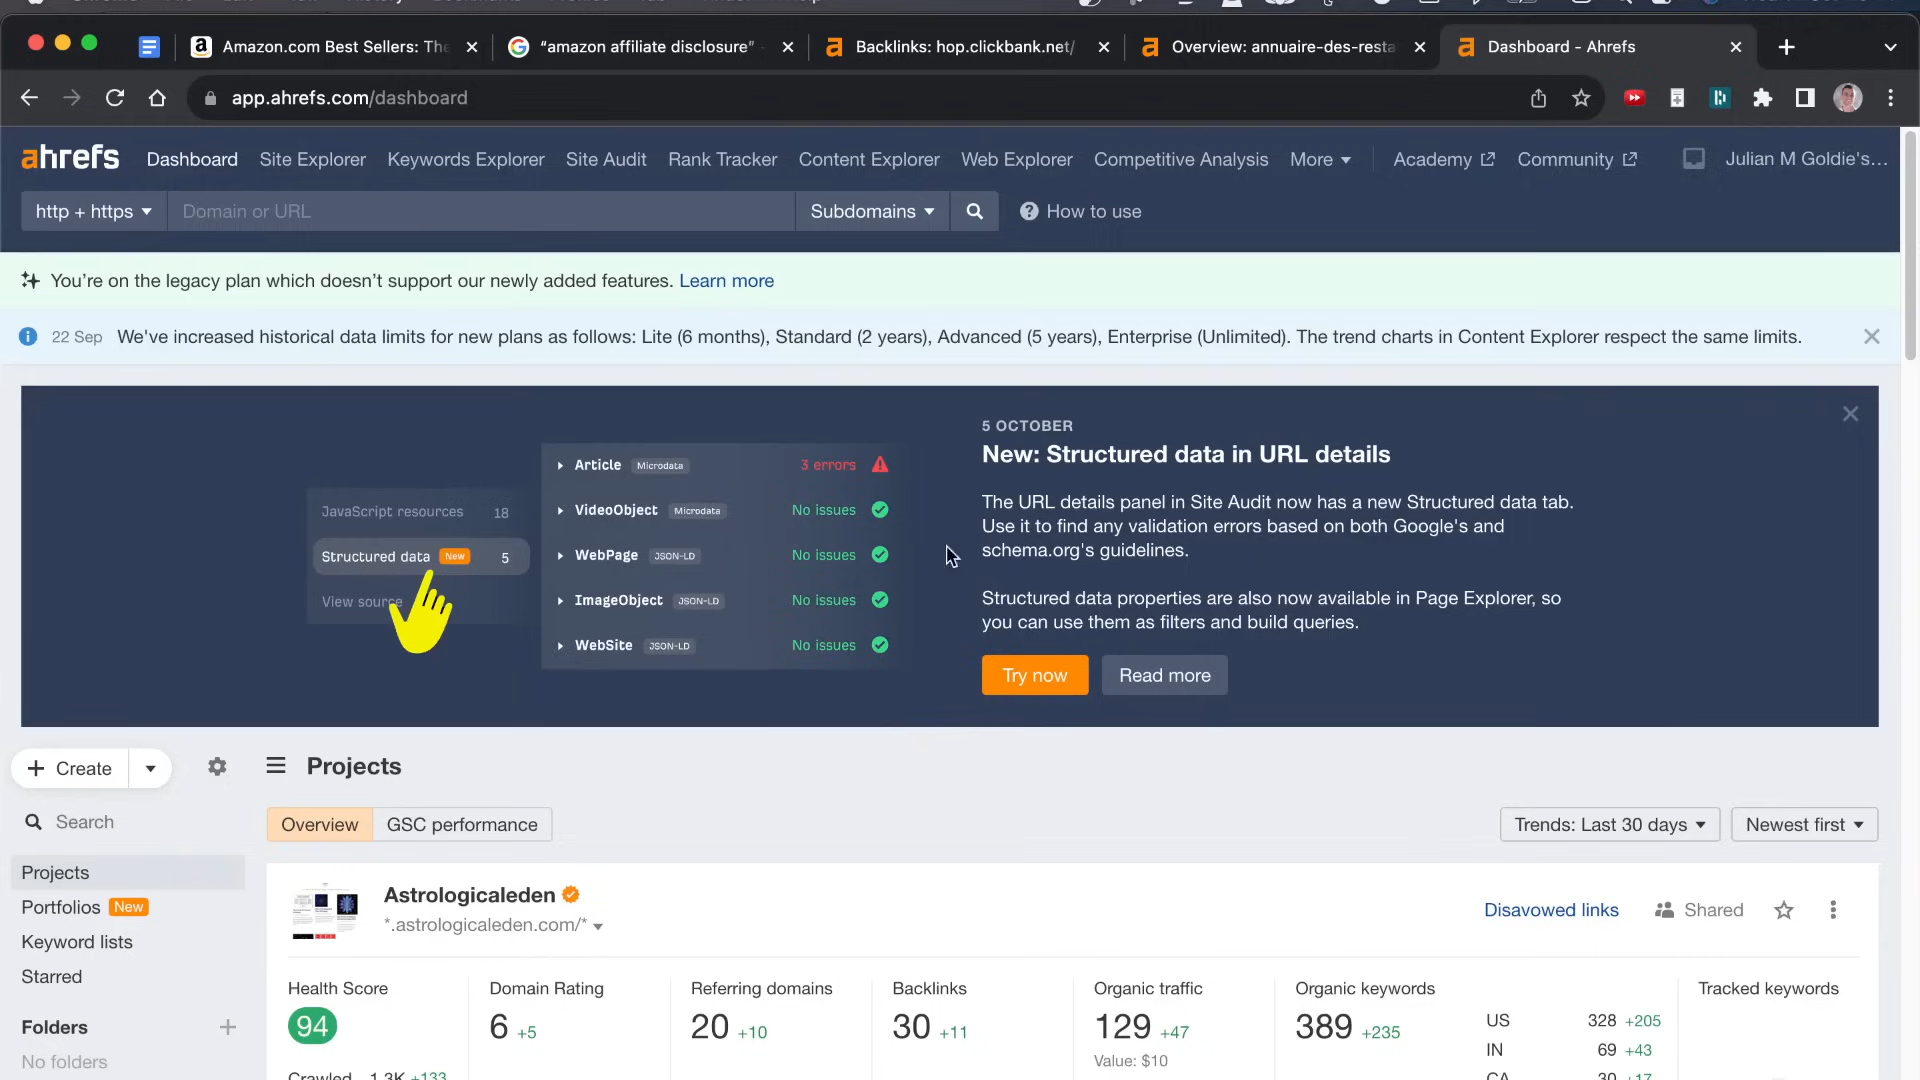 Amazon.com Best Sellers: The
“amazon affiliate disclosure” -
Backlinks: hop.clickbank.net/
Overview: annuaire-des-resta
Dashboard - Ahrefs
app.ahrefs.com/dashboard
ahrefs
Dashboard
Site Explorer
Keywords Explorer
Site Audit
Rank Tracker
Content Explorer
Web Explorer
Competitive Analysis
More
Academy
Community
Julian M Goldie's...
http + https
Domain or URL
Subdomains
How to use
You’re on the legacy plan which doesn’t support our newly added features. Learn more
22 Sep We've increased historical data limits for new plans as follows: Lite (6 months), Standard (2 years), Advanced (5 years), Enterprise (Unlimited). The trend charts in Content Explorer respect the same limits.
JavaScript resources 18
Structured data New 5
View source
Article Microdata 3 errors
VideoObject Microdata No issues
WebPage JSON-LD No issues
ImageObject JSON-LD No issues
WebSite JSON-LD No issues
5 OCTOBER
New: Structured data in URL details
The URL details panel in Site Audit now has a new Structured data tab.
Use it to find any validation errors based on both Google's and
schema.org's guidelines.
Structured data properties are also now available in Page Explorer, so
you can use them as filters and build queries.
Try now
Read more
Create
Search
Projects
Portfolios New
Keyword lists
Starred
Folders
No folders
Projects
Overview
GSC performance
Trends: Last 30 days
Newest first
Astrologicaleden
*.astrologicaleden.com/*
Disavowed links
Shared
Health Score
94
Crawled 1.3K +133
Domain Rating
6 +5
Referring domains
20 +10
Backlinks
30 +11
Organic traffic
129 +47
Value: $10
Organic keywords
389 +235
US 328 +205
IN 69 +43
CA 30 +17
Tracked keywords